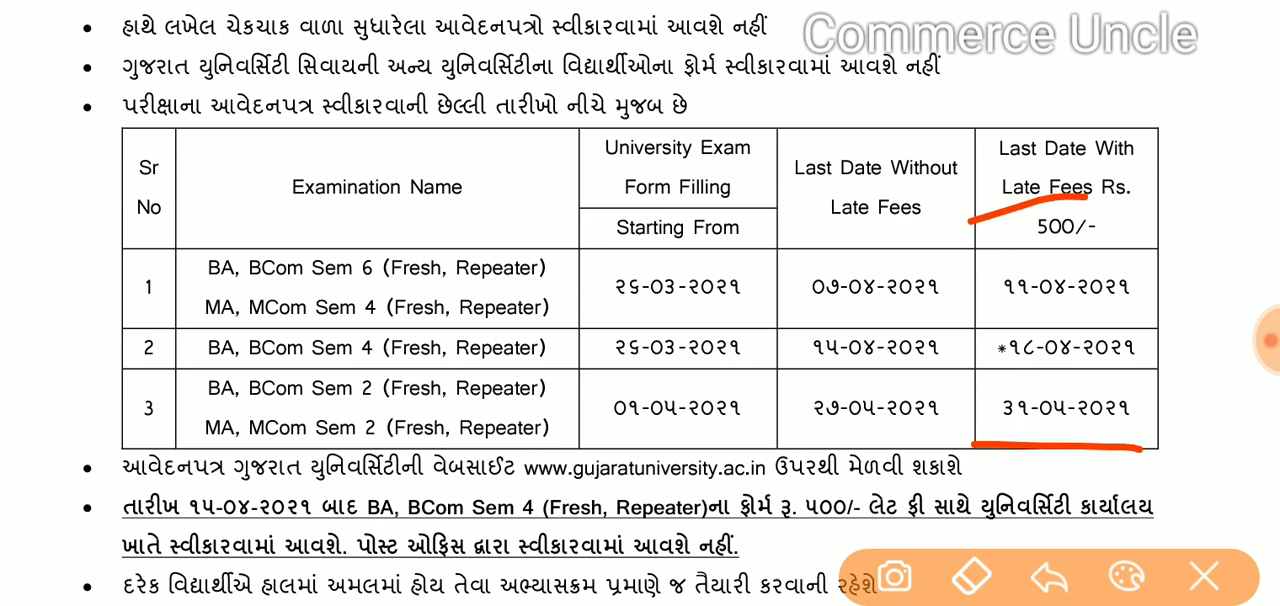 Commerce Uncle
• હાથે લખેલ ચેકચાક વાળા સુધારેલા આવેદનપત્રો સ્વીકારવામાં આવશે નહીં
• ગુજરાત યુનિવર્સિટી સિવાયની અન્ય યુનિવર્સિટીના વિદ્યાર્થીઓના ફોર્મ સ્વીકારવામાં આવશે નહીં
• પરીક્ષાના આવેદનપત્ર સ્વીકારવાની છેલ્લી તારીખો નીચે મુજબ છે
Sr No | Examination Name | University Exam Form Filling Starting From | Last Date Without Late Fees | Last Date With Late Fees Rs. ૫00/-
1 | BA, BCom Sem 6 (Fresh, Repeater) MA, MCom Sem 4 (Fresh, Repeater) | ૨૬-૦૩-૨૦૨૧ | ૦૭-૦૪-૨૦૨૧ | ૧૧-૦૪-૨૦૨૧
2 | BA, BCom Sem 4 (Fresh, Repeater) | ૨૬-૦૩-૨૦૨૧ | ૧૫-૦૪-૨૦૨૧ | *૧૮-૦૪-૨૦૨૧
3 | BA, BCom Sem 2 (Fresh, Repeater) MA, MCom Sem 2 (Fresh, Repeater) | ૦૧-૦૫-૨૦૨૧ | ૨૭-૦૫-૨૦૨૧ | ૩૧-૦૫-૨૦૨૧
• આવેદનપત્ર ગુજરાત યુનિવર્સિટીની વેબસાઈટ www.gujaratuniversity.ac.in ઉપરથી મેળવી શકાશે
• તારીખ ૧૫-૦૪-૨૦૨૧ બાદ BA, BCom Sem 4 (Fresh, Repeater)ના ફોર્મ રૂ. ૫૦૦/- લેટ ફી સાથે યુનિવર્સિટી કાર્યાલય
ખાતે સ્વીકારવામાં આવશે. પોસ્ટ ઓફિસ દ્વારા સ્વીકારવામાં આવશે નહીં.
• દરેક વિદ્યાર્થીએ હાલમાં અમલમાં હોય તેવા અભ્યાસક્રમ પ્રમાણે જ તૈયારી કરવાની રહેશે